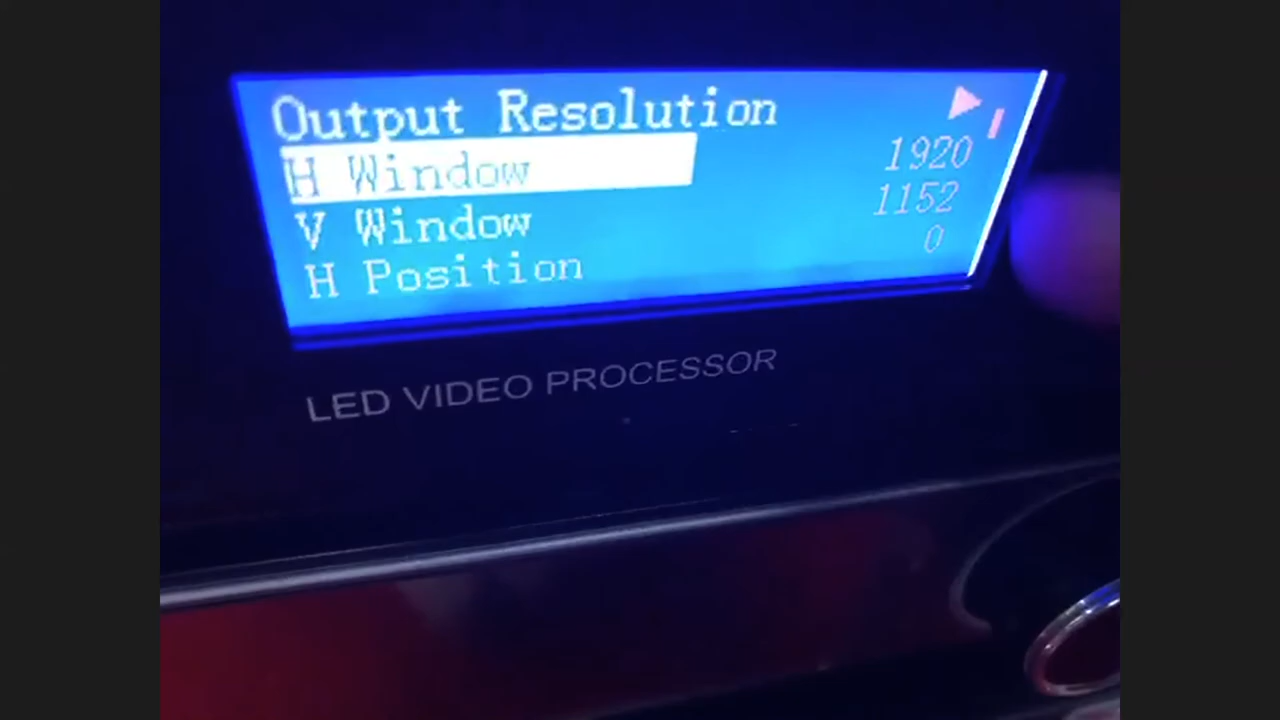 Output Resolution ▶
H Window 1920
V Window 1152
H Position 0
LED VIDEO PROCESSOR